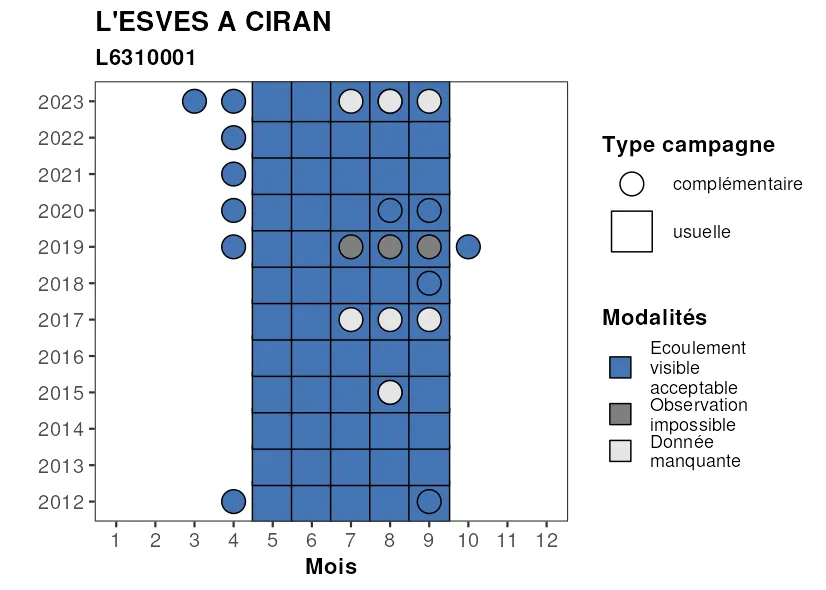 L'ESVES A CIRAN
L6310001
2023
2022
2021
2020
2019
2018
2017
2016
2015
2014
2013
2012
1 2 3 4 5 6 7 8 9 10 11 12
Mois
Type campagne
complémentaire
usuelle
Modalités
Ecoulement
visible
acceptable
Observation
impossible
Donnée
manquante